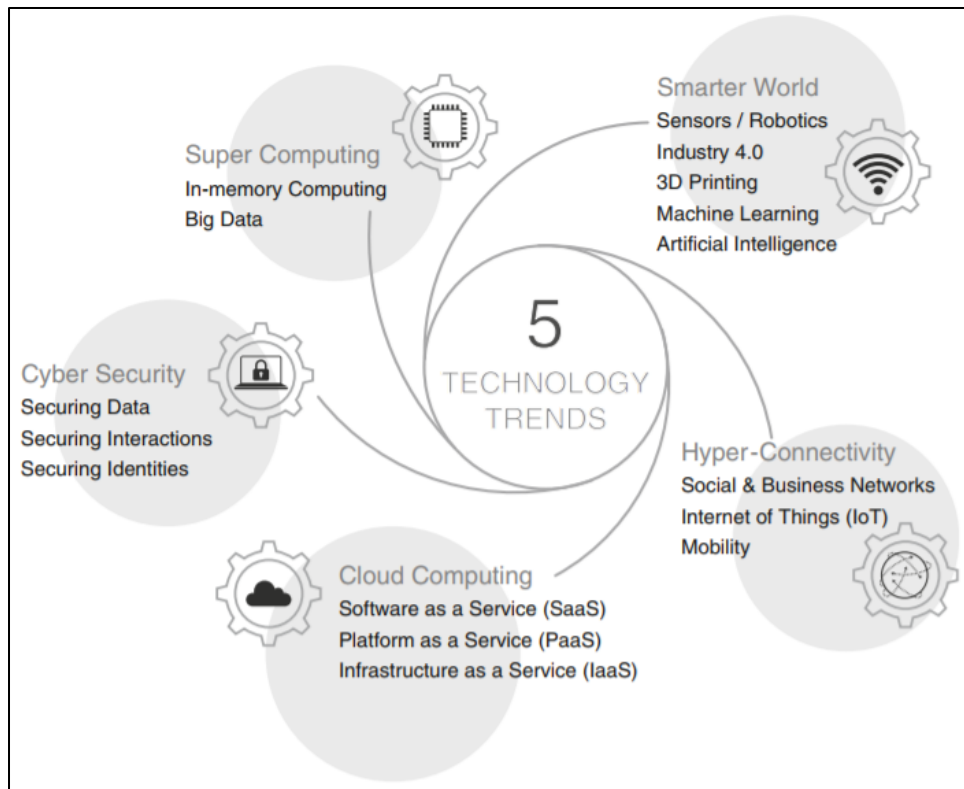 Super Computing
In-memory Computing
Big Data
Smarter World
Sensors / Robotics
Industry 4.0
3D Printing
Machine Learning
Artificial Intelligence
5
TECHNOLOGY
TRENDS
Cyber Security
Securing Data
Securing Interactions
Securing Identities
Hyper-Connectivity
Social & Business Networks
Internet of Things (IoT)
Mobility
Cloud Computing
Software as a Service (SaaS)
Platform as a Service (PaaS)
Infrastructure as a Service (IaaS)